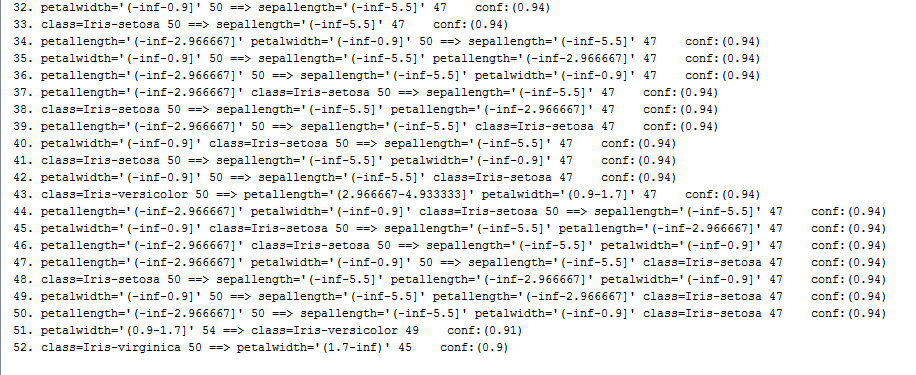 32. petalwidth='(-inf-0.9]' 50 ==> sepallength='(-inf-5.5]' 47    conf:(0.94)
33. class=Iris-setosa 50 ==> sepallength='(-inf-5.5]' 47    conf:(0.94)
34. petallength='(-inf-2.966667]' petalwidth='(-inf-0.9]' 50 ==> sepallength='(-inf-5.5]' 47    conf:(0.94)
35. petalwidth='(-inf-0.9]' 50 ==> sepallength='(-inf-5.5]' petallength='(-inf-2.966667]' 47    conf:(0.94)
36. petallength='(-inf-2.966667]' 50 ==> sepallength='(-inf-5.5]' petalwidth='(-inf-0.9]' 47    conf:(0.94)
37. petallength='(-inf-2.966667]' class=Iris-setosa 50 ==> sepallength='(-inf-5.5]' 47    conf:(0.94)
38. class=Iris-setosa 50 ==> sepallength='(-inf-5.5]' petallength='(-inf-2.966667]' 47    conf:(0.94)
39. petallength='(-inf-2.966667]' 50 ==> sepallength='(-inf-5.5]' class=Iris-setosa 47    conf:(0.94)
40. petalwidth='(-inf-0.9]' class=Iris-setosa 50 ==> sepallength='(-inf-5.5]' 47    conf:(0.94)
41. class=Iris-setosa 50 ==> sepallength='(-inf-5.5]' petalwidth='(-inf-0.9]' 47    conf:(0.94)
42. petalwidth='(-inf-0.9]' 50 ==> sepallength='(-inf-5.5]' class=Iris-setosa 47    conf:(0.94)
43. class=Iris-versicolor 50 ==> petallength='(2.966667-4.933333]' petalwidth='(0.9-1.7]' 47    conf:(0.94)
44. petallength='(-inf-2.966667]' petalwidth='(-inf-0.9]' class=Iris-setosa 50 ==> sepallength='(-inf-5.5]' 47    conf:(0.94)
45. petalwidth='(-inf-0.9]' class=Iris-setosa 50 ==> sepallength='(-inf-5.5]' petallength='(-inf-2.966667]' 47    conf:(0.94)
46. petallength='(-inf-2.966667]' class=Iris-setosa 50 ==> sepallength='(-inf-5.5]' petalwidth='(-inf-0.9]' 47    conf:(0.94)
47. petallength='(-inf-2.966667]' petalwidth='(-inf-0.9]' 50 ==> sepallength='(-inf-5.5]' class=Iris-setosa 47    conf:(0.94)
48. class=Iris-setosa 50 ==> sepallength='(-inf-5.5]' petallength='(-inf-2.966667]' petalwidth='(-inf-0.9]' 47    conf:(0.94)
49. petalwidth='(-inf-0.9]' 50 ==> sepallength='(-inf-5.5]' petallength='(-inf-2.966667]' class=Iris-setosa 47    conf:(0.94)
50. petallength='(-inf-2.966667]' 50 ==> sepallength='(-inf-5.5]' petalwidth='(-inf-0.9]' class=Iris-setosa 47    conf:(0.94)
51. petalwidth='(0.9-1.7]' 54 ==> class=Iris-versicolor 49    conf:(0.91)
52. class=Iris-virginica 50 ==> petalwidth='(1.7-inf)' 45    conf:(0.9)